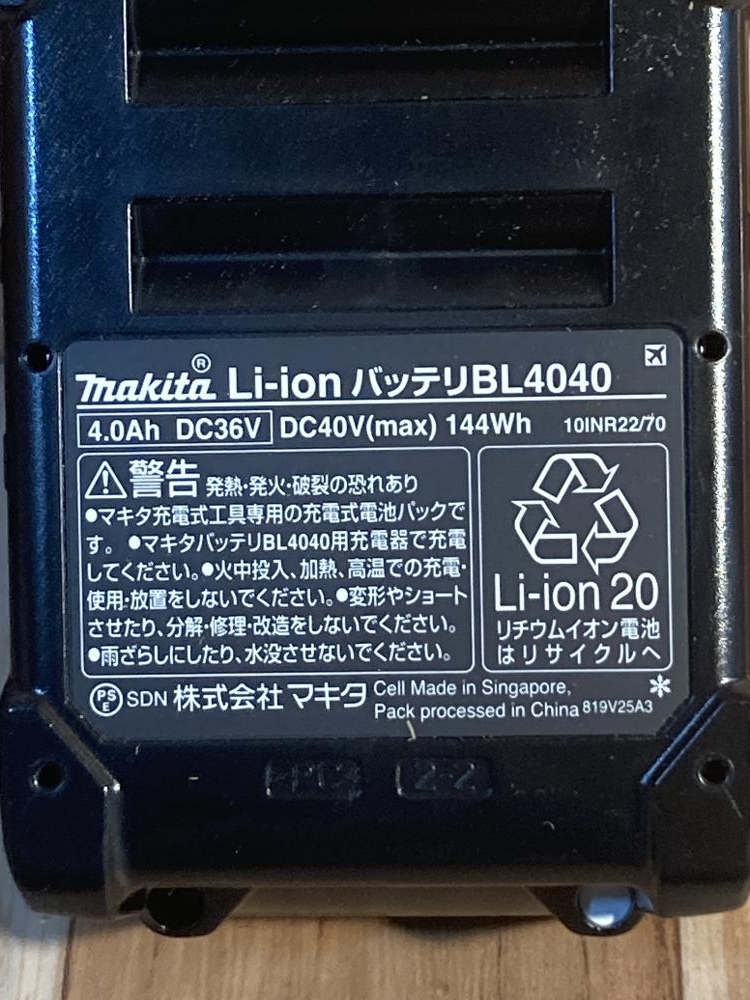 makita® Li-ion バッテリBL4040
4.0Ah DC36V DC40V(max) 144Wh 10INR22/70
警告 発熱・発火・破裂の恐れあり
●マキタ充電式工具専用の充電式電池パックで
す。●マキタバッテリBL4040用充電器で充電
してください。●火中投入、加熱、高温での充電・
使用・放置をしないでください。●変形やショート
させたり、分解・修理・改造をしないでください。
●雨ざらしにしたり、水没させないでください。
Li-ion 20
リチウムイオン電池
はリサイクルへ
PSE SDN 株式会社マキタ Cell Made in Singapore,
Pack processed in China 819V25A3